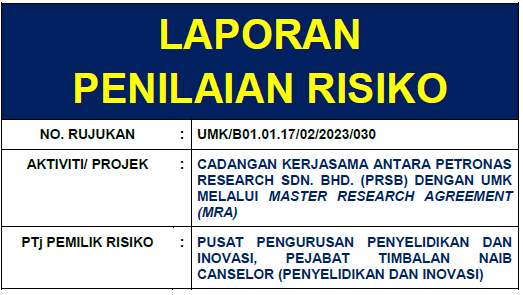 LAPORAN
PENILAIAN RISIKO
NO. RUJUKAN : UMK/B01.01.17/02/2023/030
AKTIVITI/ PROJEK : CADANGAN KERJASAMA ANTARA PETRONAS
RESEARCH SDN. BHD. (PRSB) DENGAN UMK
MELALUI MASTER RESEARCH AGREEMENT
(MRA)
PTj PEMILIK RISIKO : PUSAT PENGURUSAN PENYELIDIKAN DAN
INOVASI, PEJABAT TIMBALAN NAIB
CANSELOR (PENYELIDIKAN DAN INOVASI)